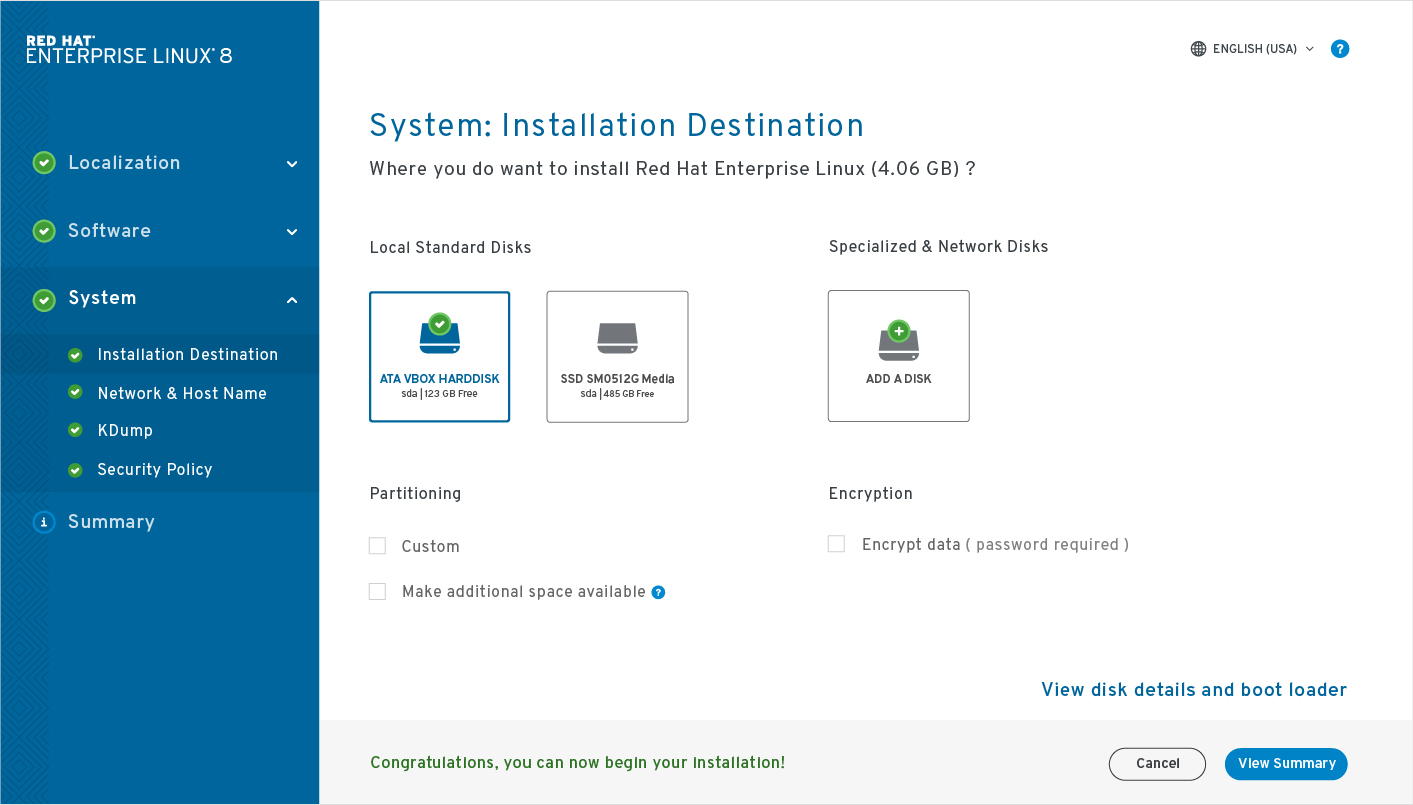 RED HAT
ENTERPRISE LINUX 8
ENGLISH (USA)
?
Localization
Software
System
Installation Destination
Network & Host Name
KDump
Security Policy
i
Summary
System: Installation Destination
Where you do want to install Red Hat Enterprise Linux (4.06 GB) ?
Local Standard Disks
ATA VBOX HARDDISK
sda | 123 GB Free
SSD SM0512G Media
sda | 485 GB Free
Specialized & Network Disks
ADD A DISK
Partitioning
Custom
Make additional space available ?
Encryption
Encrypt data ( password required )
View disk details and boot loader
Congratulations, you can now begin your installation!
Cancel
View Summary